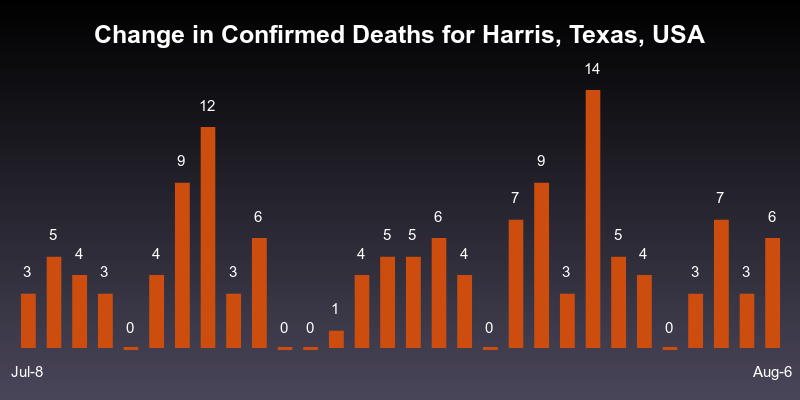 Change in Confirmed Deaths for Harris, Texas, USA
3 5 4 3 0 4 9 12 3 6 0 0 1 4 5 5 6 4 0 7 9 3 14 5 4 0 3 7 3 6
Jul-8 Aug-6